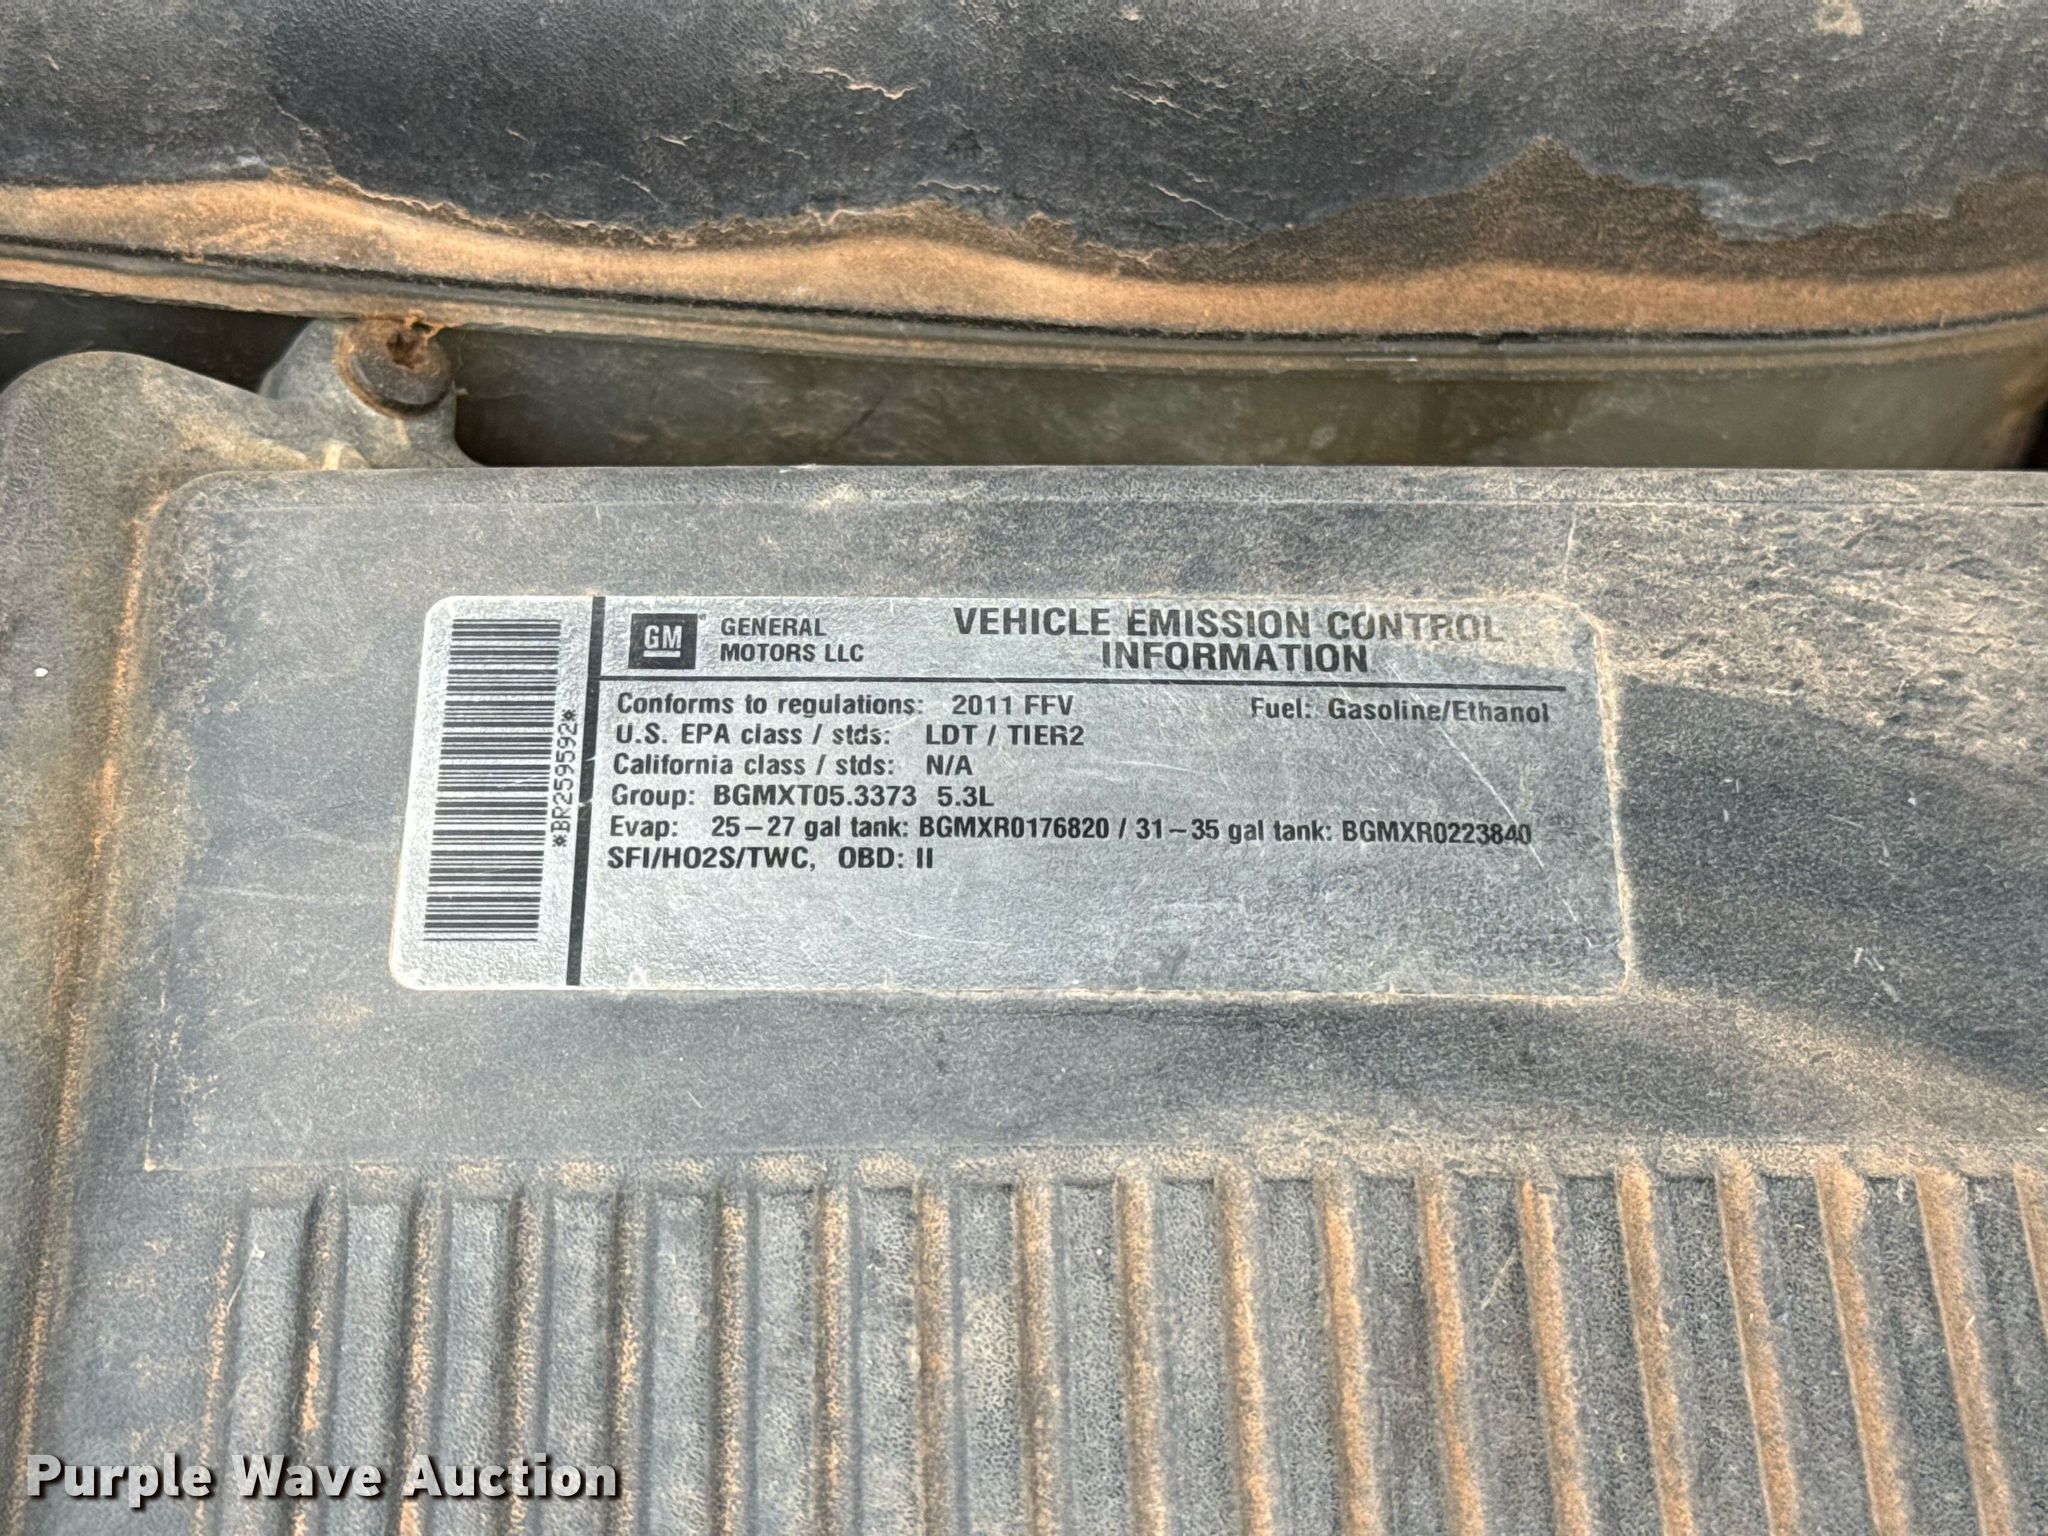 GM
GENERAL
MOTORS LLC
VEHICLE EMISSION CONTROL
INFORMATION
Conforms to regulations: 2011 FFV Fuel: Gasoline/Ethanol
U.S. EPA class / stds: LDT / TIER2
California class / stds: N/A
Group: BGMXT05.3373 5.3L
Evap: 25-27 gal tank: BGMXR0176820 / 31-35 gal tank: BGMXR0223840
SFI/HO2S/TWC, OBD: II
*BR259592*
Purple Wave Auction